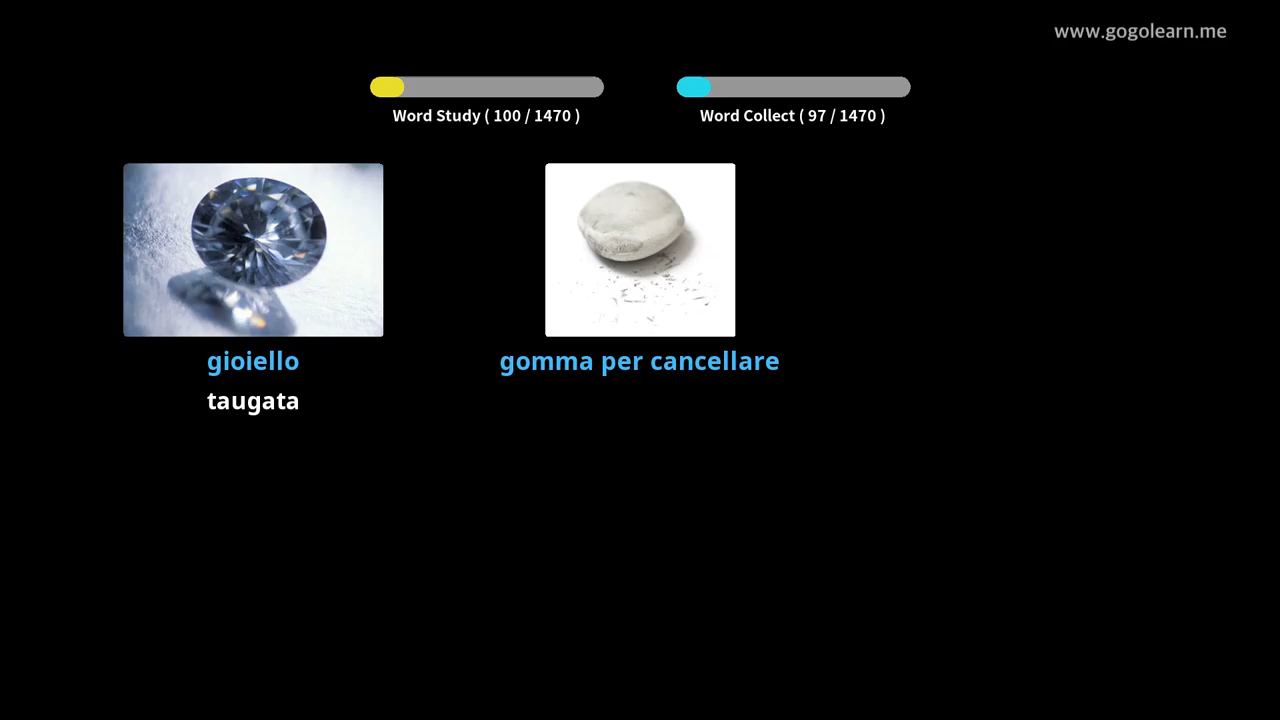 www.gogolearn.me
Word Study ( 100 / 1470 )
Word Collect ( 97 / 1470 )
gioiello
gomma per cancellare
taugata